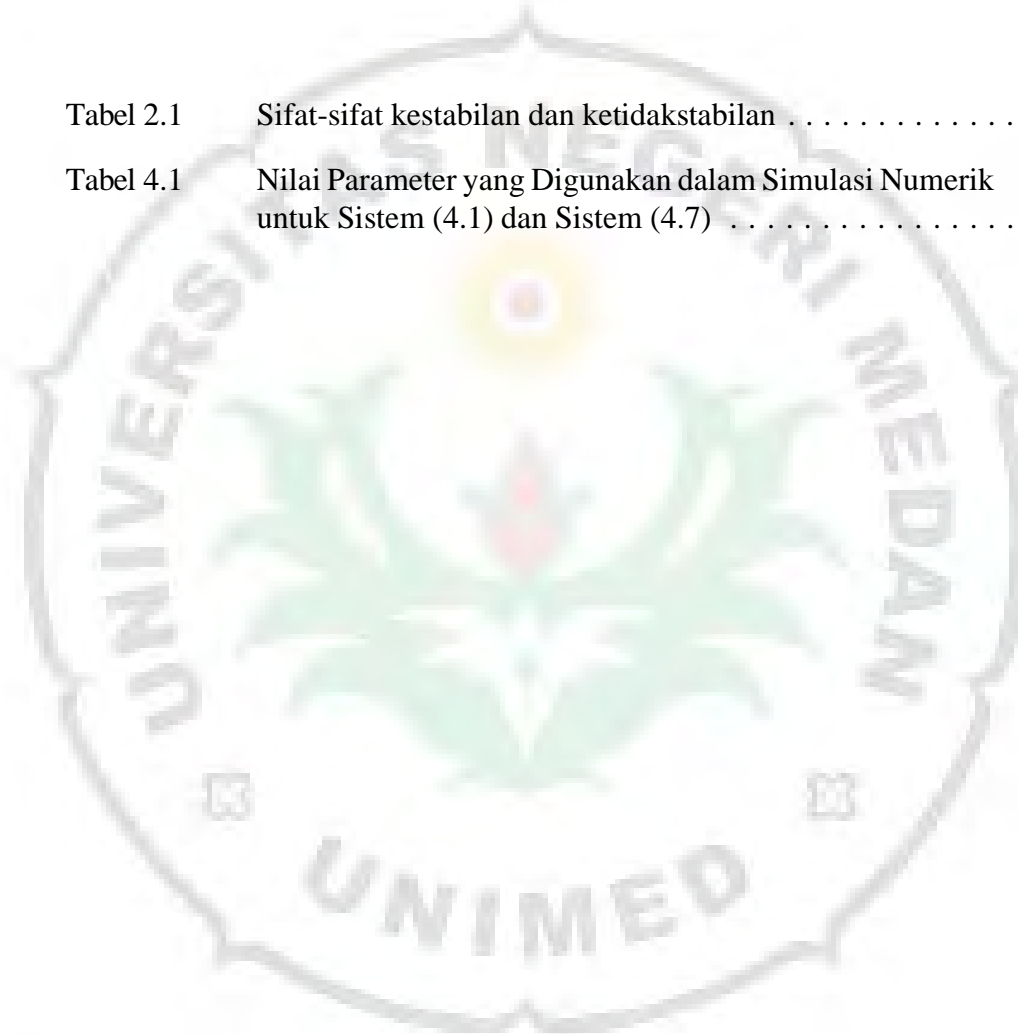 Tabel 2.1 Sifat-sifat kestabilan dan ketidakstabilan . . . . . . . . . . . . .
Tabel 4.1 Nilai Parameter yang Digunakan dalam Simulasi Numerik
untuk Sistem (4.1) dan Sistem (4.7) . . . . . . . . . . . . . . . .
UNIVERSITAS NEGERI MEDAN
UNIMED